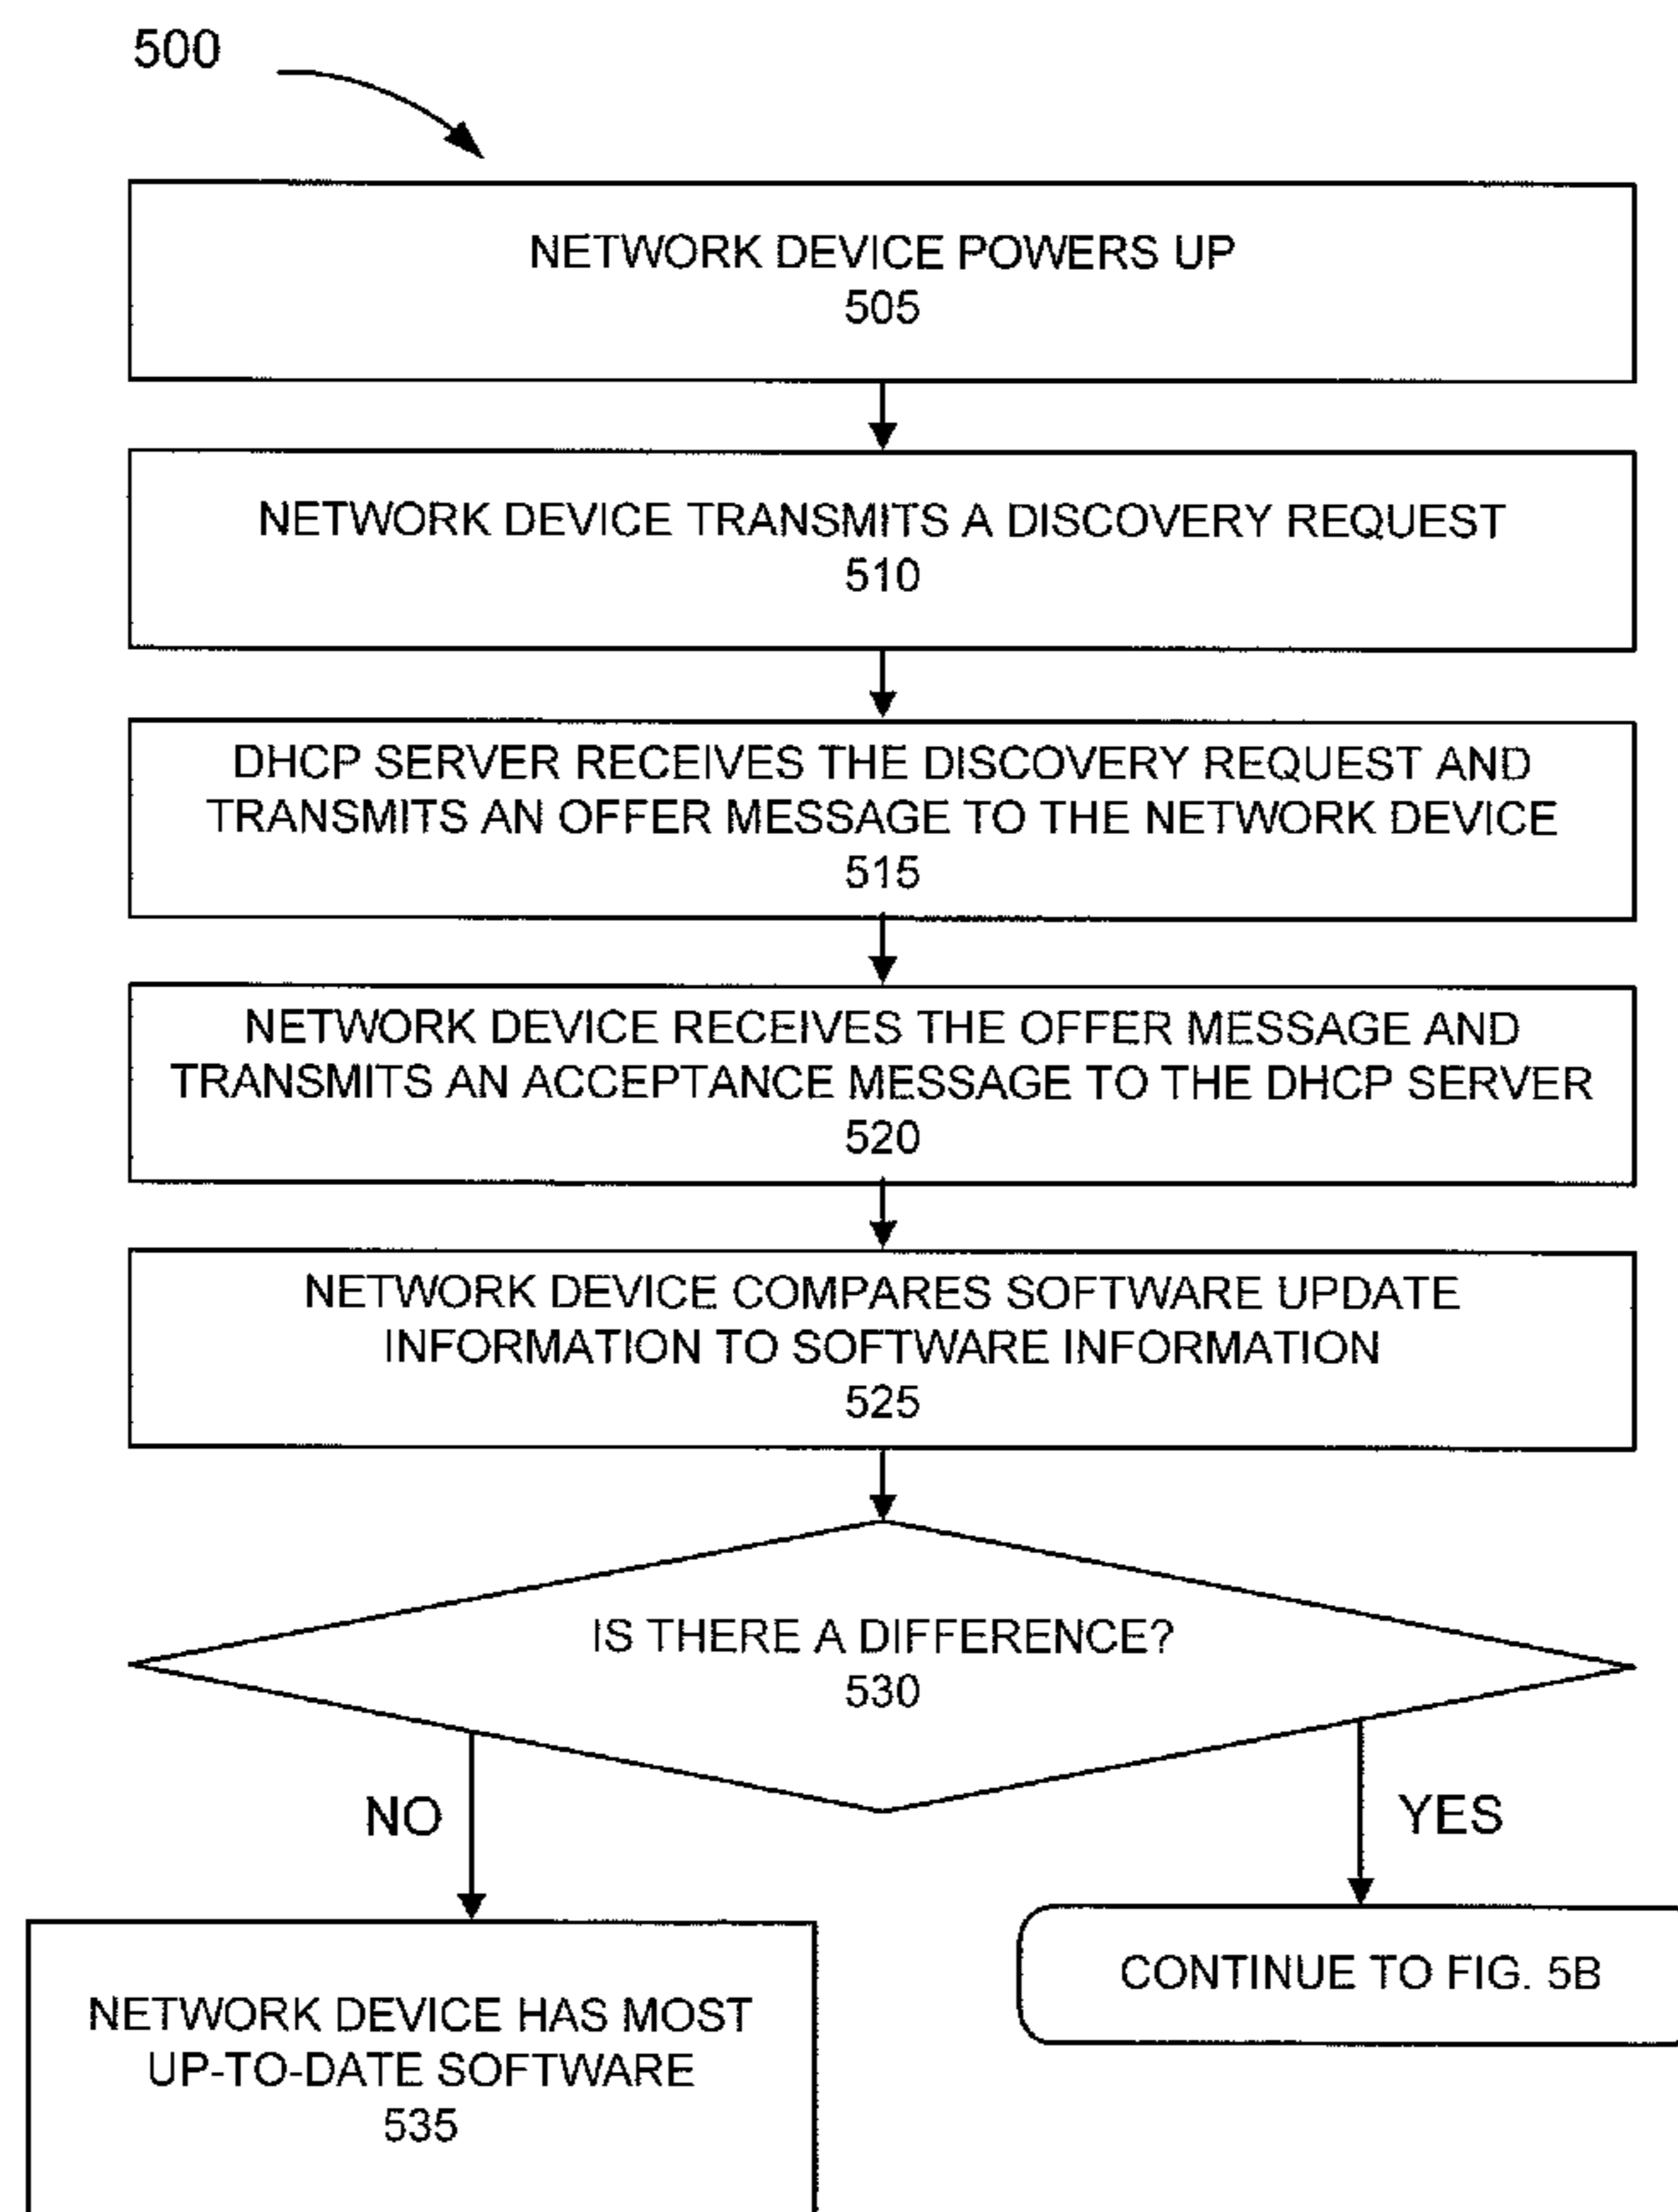 500
NETWORK DEVICE POWERS UP
505
NETWORK DEVICE TRANSMITS A DISCOVERY REQUEST
510
DHCP SERVER RECEIVES THE DISCOVERY REQUEST AND
TRANSMITS AN OFFER MESSAGE TO THE NETWORK DEVICE
515
NETWORK DEVICE RECEIVES THE OFFER MESSAGE AND
TRANSMITS AN ACCEPTANCE MESSAGE TO THE DHCP SERVER
520
NETWORK DEVICE COMPARES SOFTWARE UPDATE
INFORMATION TO SOFTWARE INFORMATION
525
IS THERE A DIFFERENCE?
530
NO
YES
NETWORK DEVICE HAS MOST
UP-TO-DATE SOFTWARE
535
CONTINUE TO FIG. 5B